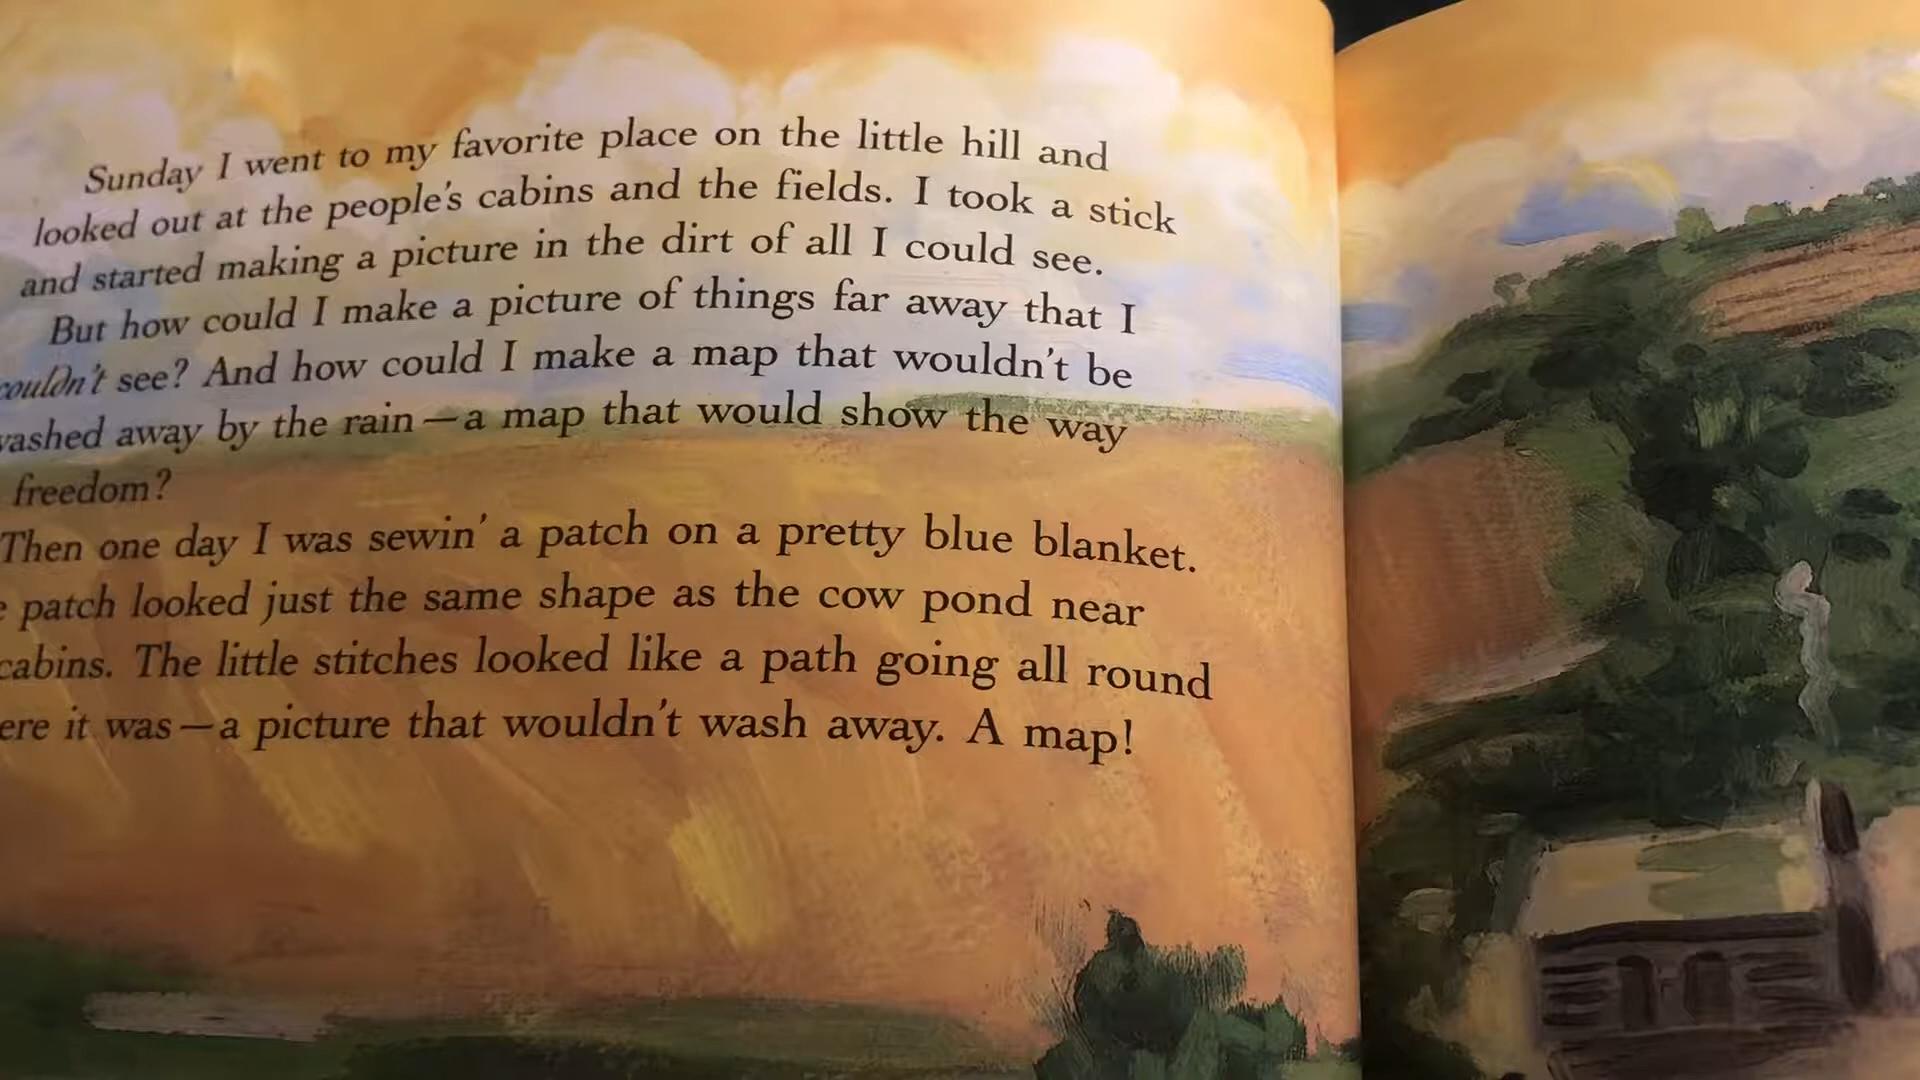 Sunday I went to my favorite place on the little hill and
looked out at the people's cabins and the fields. I took a stick
and started making a picture in the dirt of all I could see.
But how could I make a picture of things far away that I
couldn't see? And how could I make a map that wouldn't be
washed away by the rain—a map that would show the way
freedom?
Then one day I was sewin' a patch on a pretty blue blanket.
patch looked just the same shape as the cow pond near
cabins. The little stitches looked like a path going all round
ere it was—a picture that wouldn't wash away. A map!